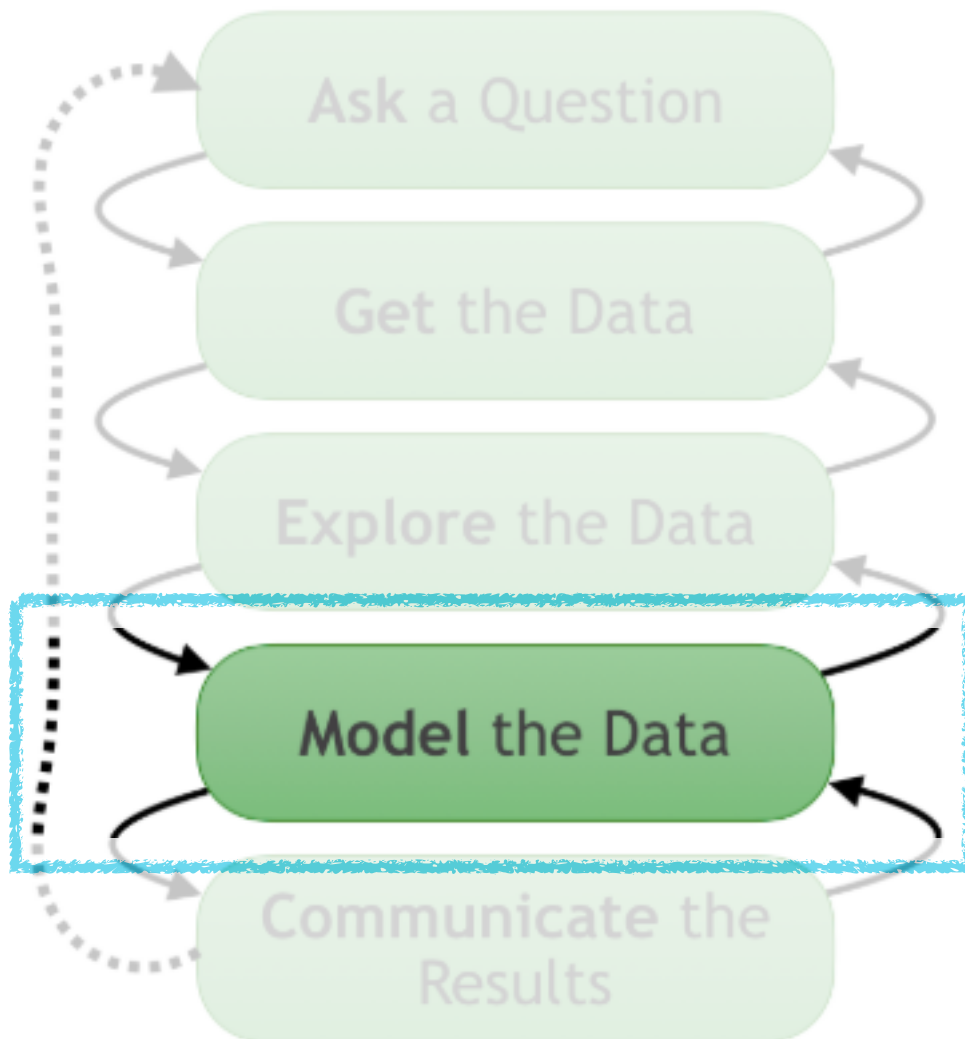 Ask a Question
Get the Data
Explore the Data
Model the Data
Communicate the
Results